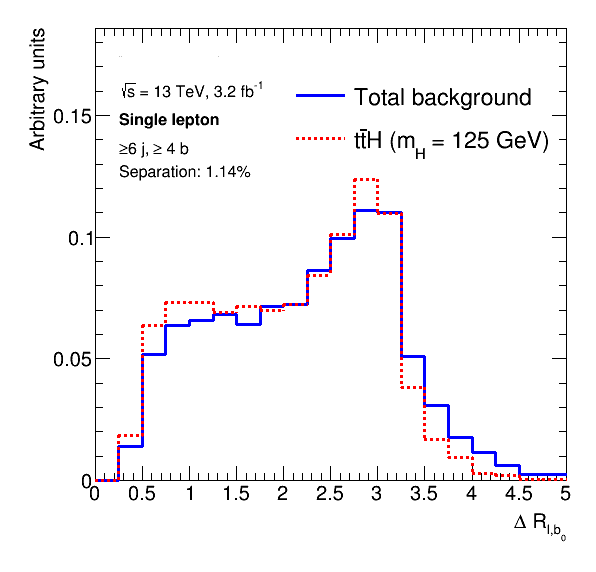 Arbitrary units
√s = 13 TeV, 3.2 fb⁻¹
Single lepton
≥6 j, ≥ 4 b
Separation: 1.14%
Total background
tt̄H (m_H = 125 GeV)
0.15
0.1
0.05
0
0 0.5 1 1.5 2 2.5 3 3.5 4 4.5 5
Δ R_l,b₀